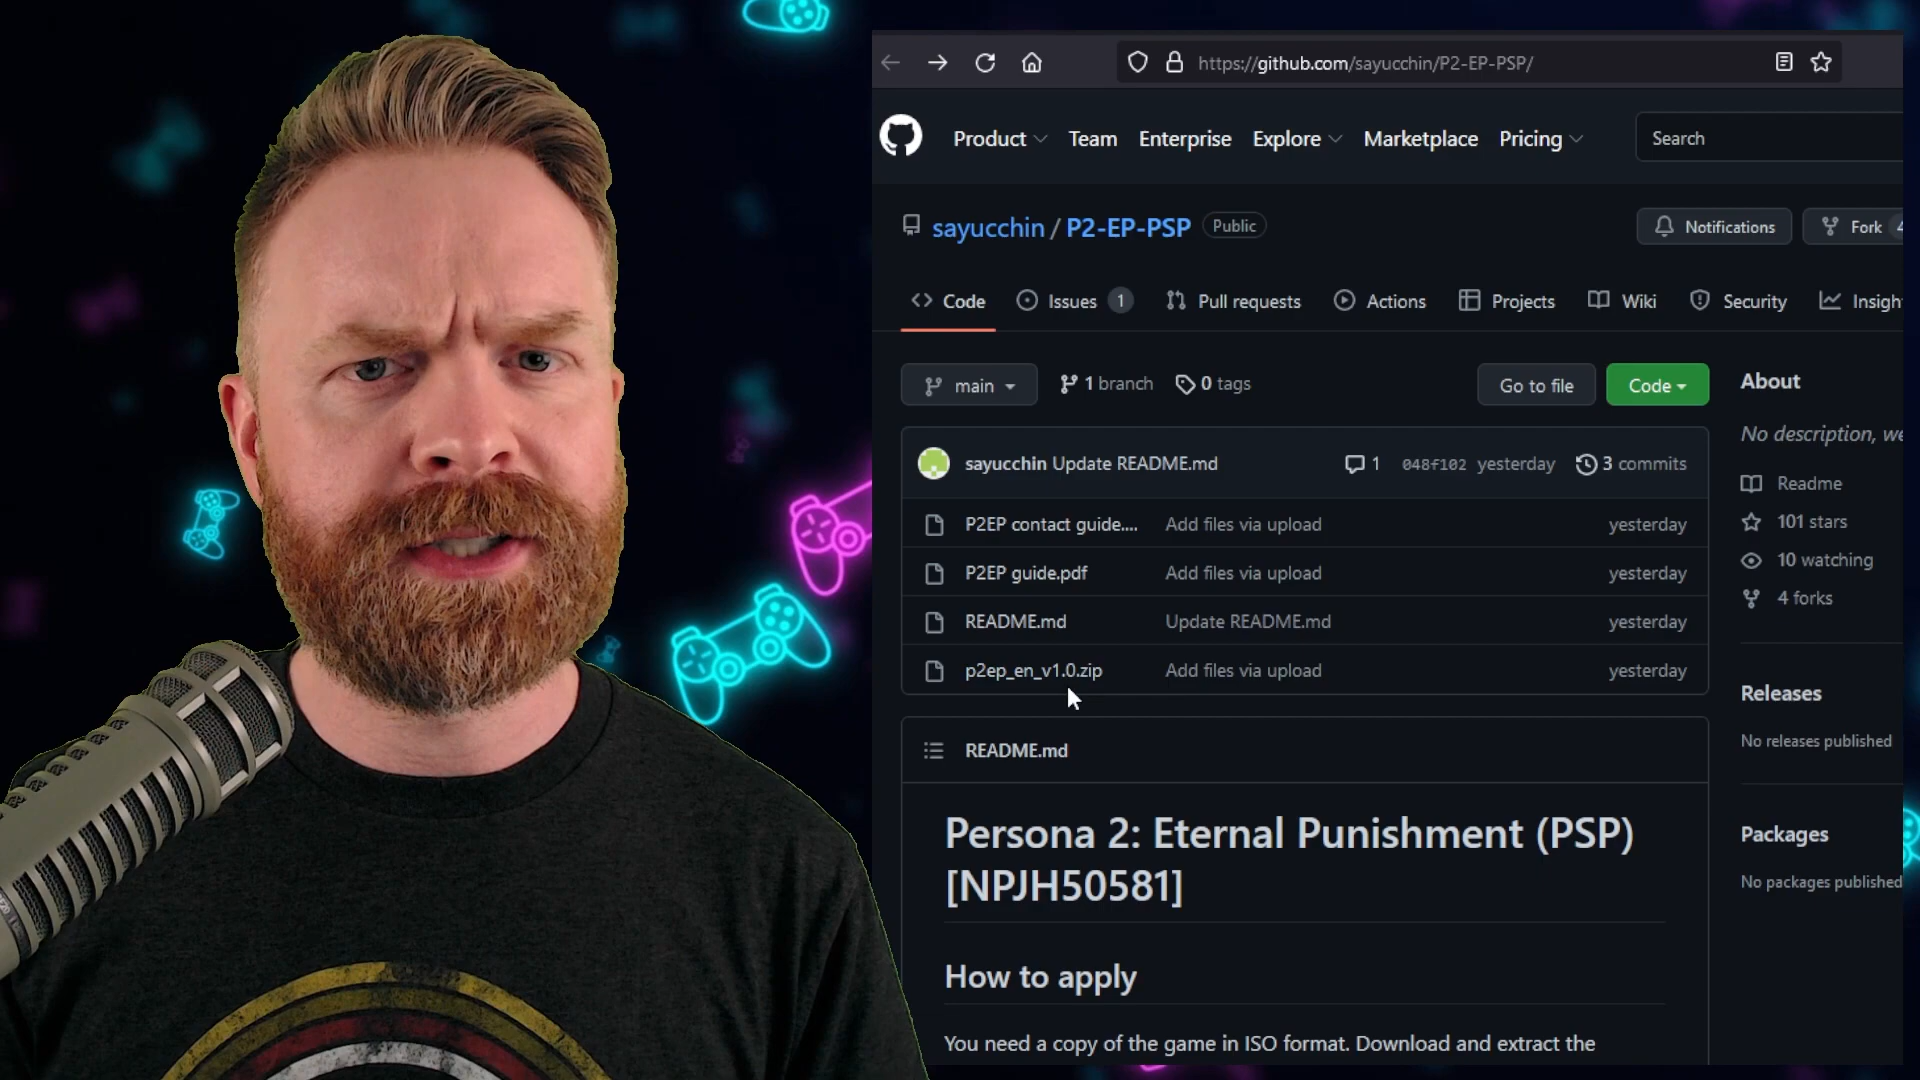 https://github.com/sayucchin/P2-EP-PSP/
Product Team Enterprise Explore Marketplace Pricing Search
sayucchin / P2-EP-PSP Public Notifications Fork
Code Issues 1 Pull requests Actions Projects Wiki Security Insigh
main 1 branch 0 tags Go to file Code About
No description, we
sayucchin Update README.md 1 048f102 yesterday 3 commits
Readme
P2EP contact guide.... Add files via upload yesterday
101 stars
P2EP guide.pdf Add files via upload yesterday
10 watching
README.md Update README.md yesterday
4 forks
p2ep_en_v1.0.zip Add files via upload yesterday
Releases
No releases published
README.md
Persona 2: Eternal Punishment (PSP)
[NPJH50581]
Packages
No packages published
How to apply
You need a copy of the game in ISO format. Download and extract the